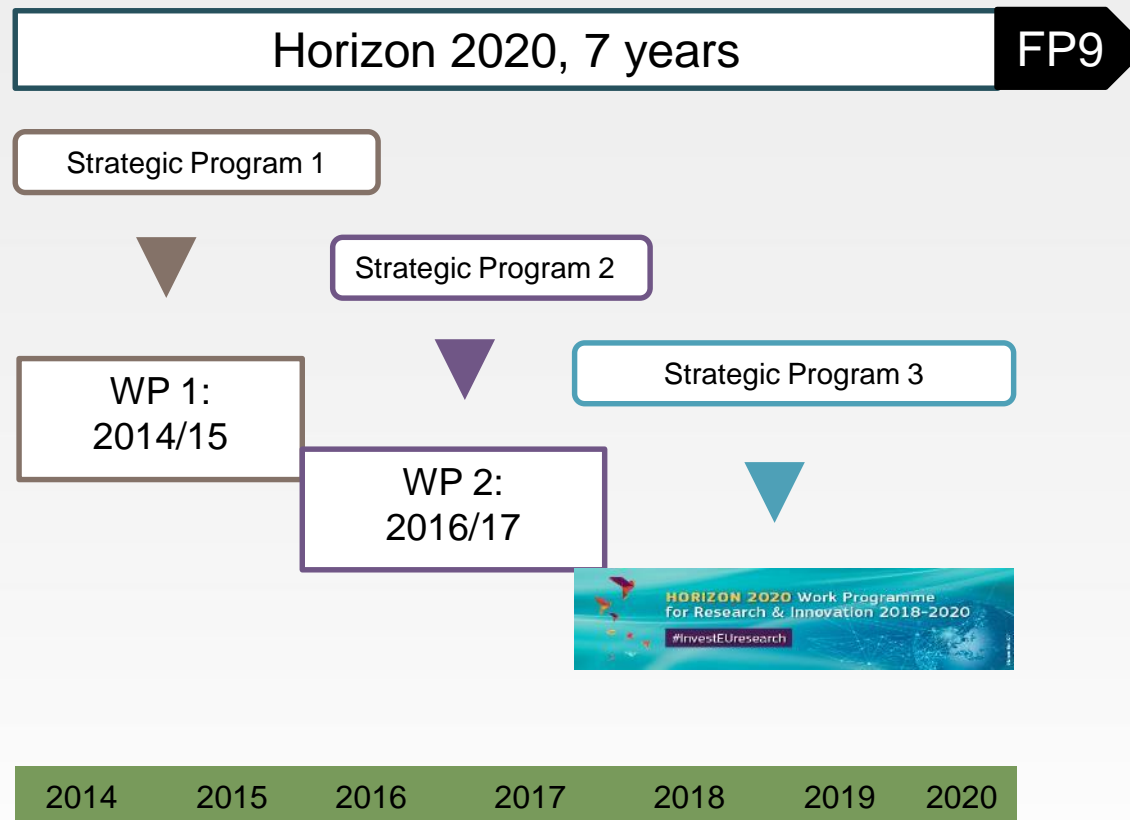 Horizon 2020, 7 years
FP9
Strategic Program 1
Strategic Program 2
Strategic Program 3
WP 1:
2014/15
WP 2:
2016/17
HORIZON 2020 Work Programme
for Research & Innovation 2018-2020
#InvestEUresearch
2014 2015 2016 2017 2018 2019 2020